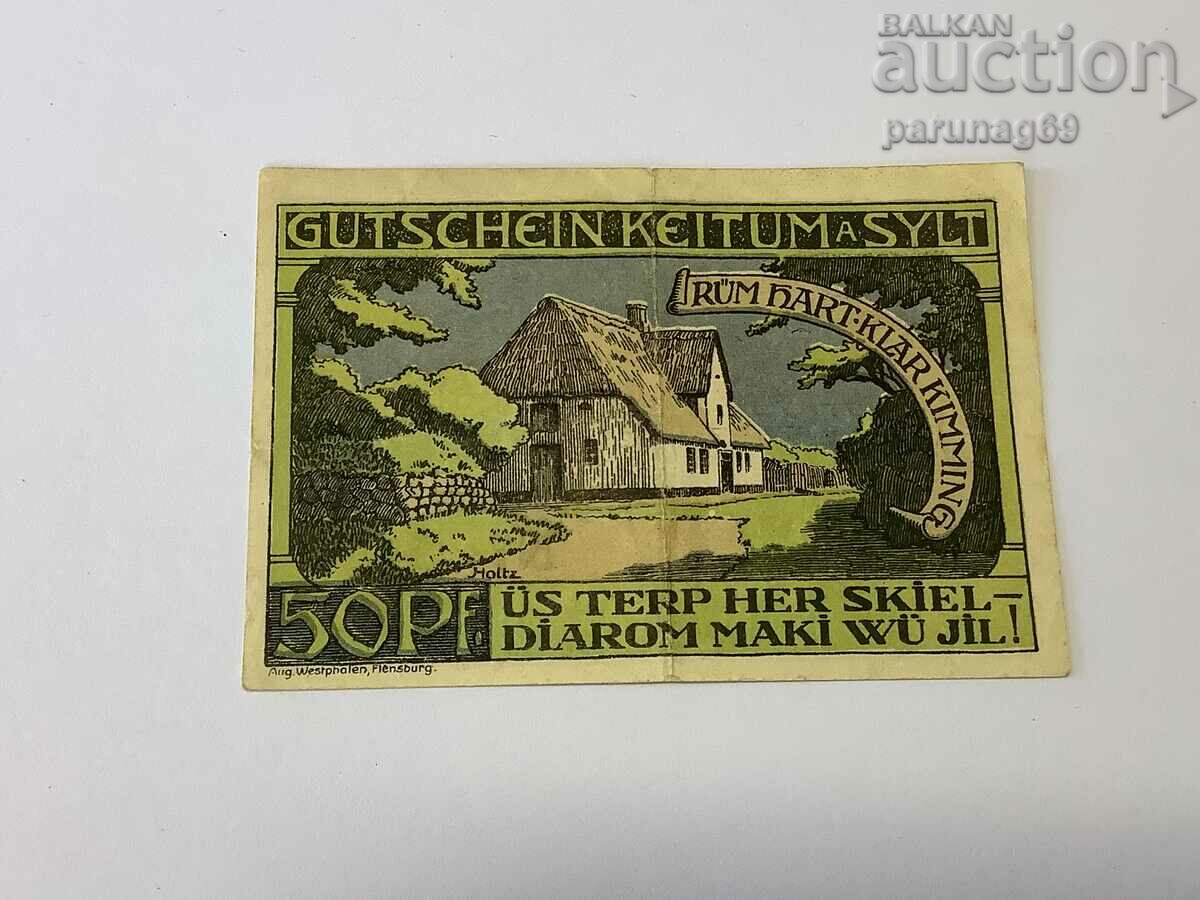 BALKAN
auction
parunag69
GUTSCHEIN KEITUM A SYLT
RÜM HART·KLAR KIMMING
Holtz
50 Pf.
ÜS TERP HER SKIEL–
DIAROM MAKI WÜ JIL!
Aug. Westphalen, Flensburg.